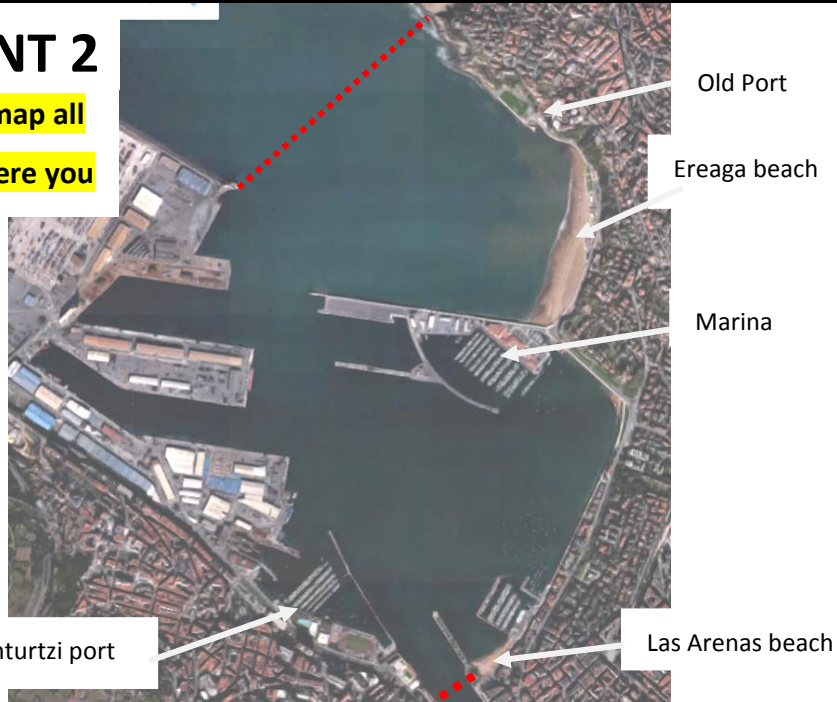 NT 2
map all
ere you
Old Port
Ereaga beach
Marina
nturtzi port
Las Arenas beach